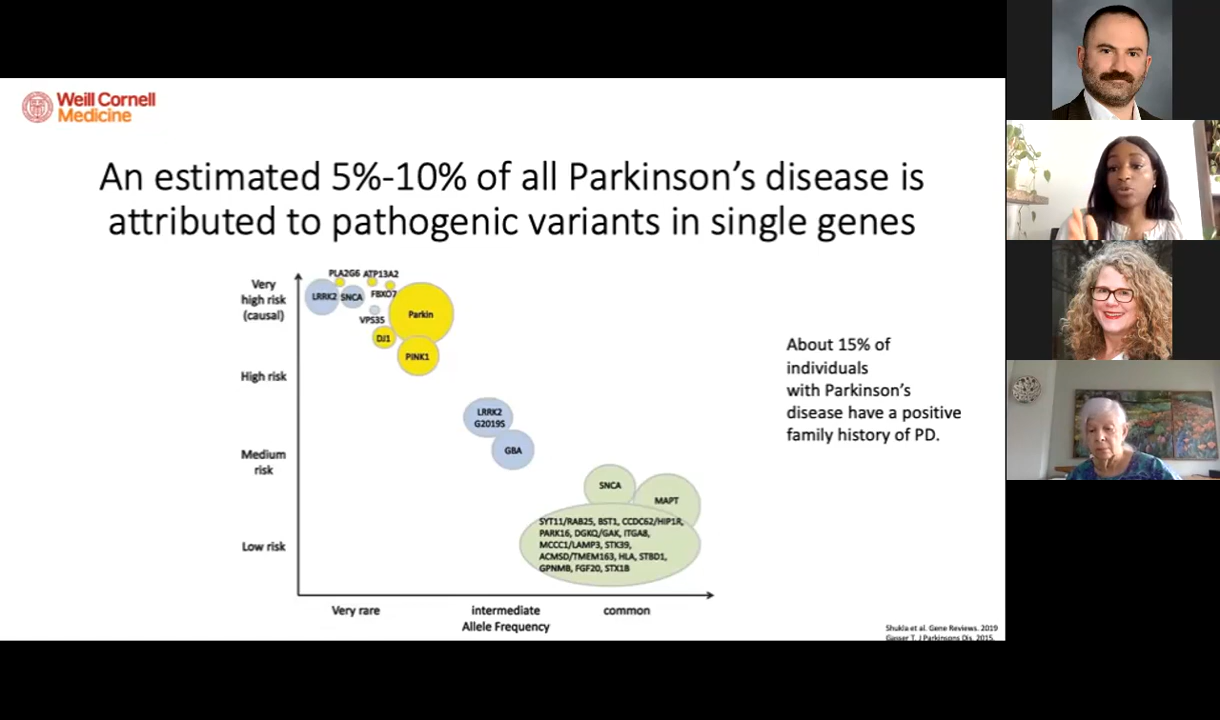 Weill Cornell
Medicine
An estimated 5%-10% of all Parkinson's disease is
attributed to pathogenic variants in single genes
Very
high risk
(causal)
High risk
Medium
risk
Low risk
PLA2G6 ATP13A2
LRRK2 SNCA FBXO7
VPS35
Parkin
DJ1
PINK1
LRRK2
G2019S
GBA
SNCA
MAPT
SYT11/RAB25, BST1, CCDC62/HIP1R,
PARK16, DGKQ/GAK, ITGA8,
MCCC1/LAMP3, STK39,
ACMSD/TMEM163, HLA, STBD1,
GPNMB, FGF20, STX1B
Very rare
intermediate
common
Allele Frequency
About 15% of
individuals
with Parkinson's
disease have a positive
family history of PD.
Shukla et al. Gene Reviews. 2019
Gasser T. J Parkinsons Dis. 2015.